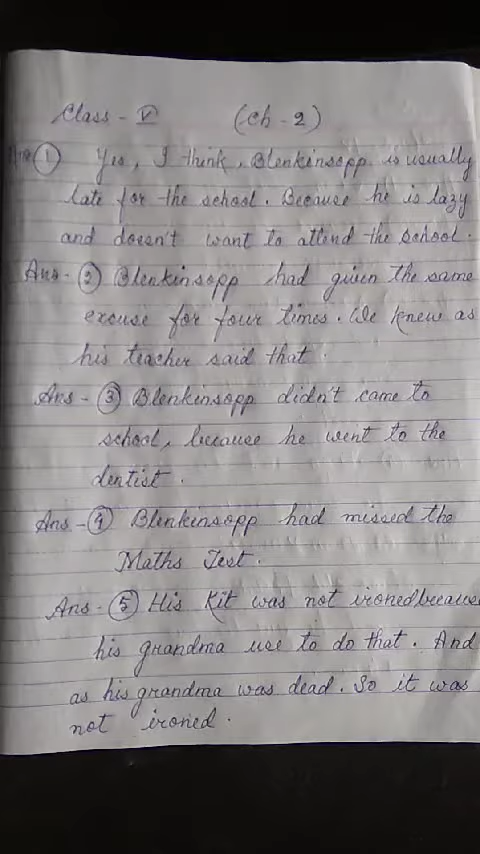 Class - V (Ch - 2)
Ans ① Yes, I think, Blenkinsopp is usually
late for the school. Because he is lazy
and doesn't want to attend the school.
Ans - ② Blenkinsopp had given the same
excuse for four times. We knew as
his teacher said that.
Ans - ③ Blenkinsopp didn't came to
school, because he went to the
dentist.
Ans - ④ Blenkinsopp had missed the
Maths Test.
Ans - ⑤ His Kit was not ironed because
his grandma use to do that. And
as his grandma was dead. So it was
not ironed.